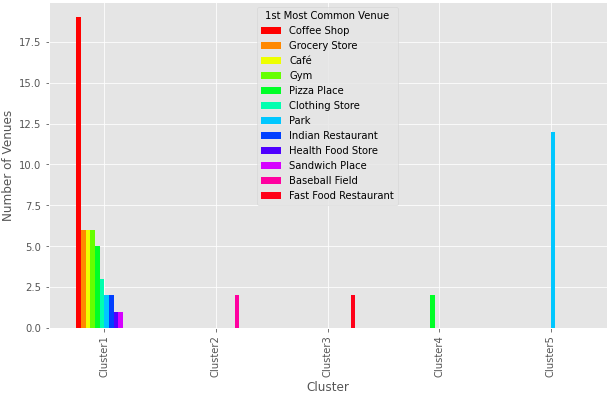 1st Most Common Venue
Coffee Shop
Grocery Store
Café
Gym
Pizza Place
Clothing Store
Park
Indian Restaurant
Health Food Store
Sandwich Place
Baseball Field
Fast Food Restaurant
Number of Venues
17.5
15.0
12.5
10.0
7.5
5.0
2.5
0.0
Cluster1
Cluster2
Cluster3
Cluster4
Cluster5
Cluster